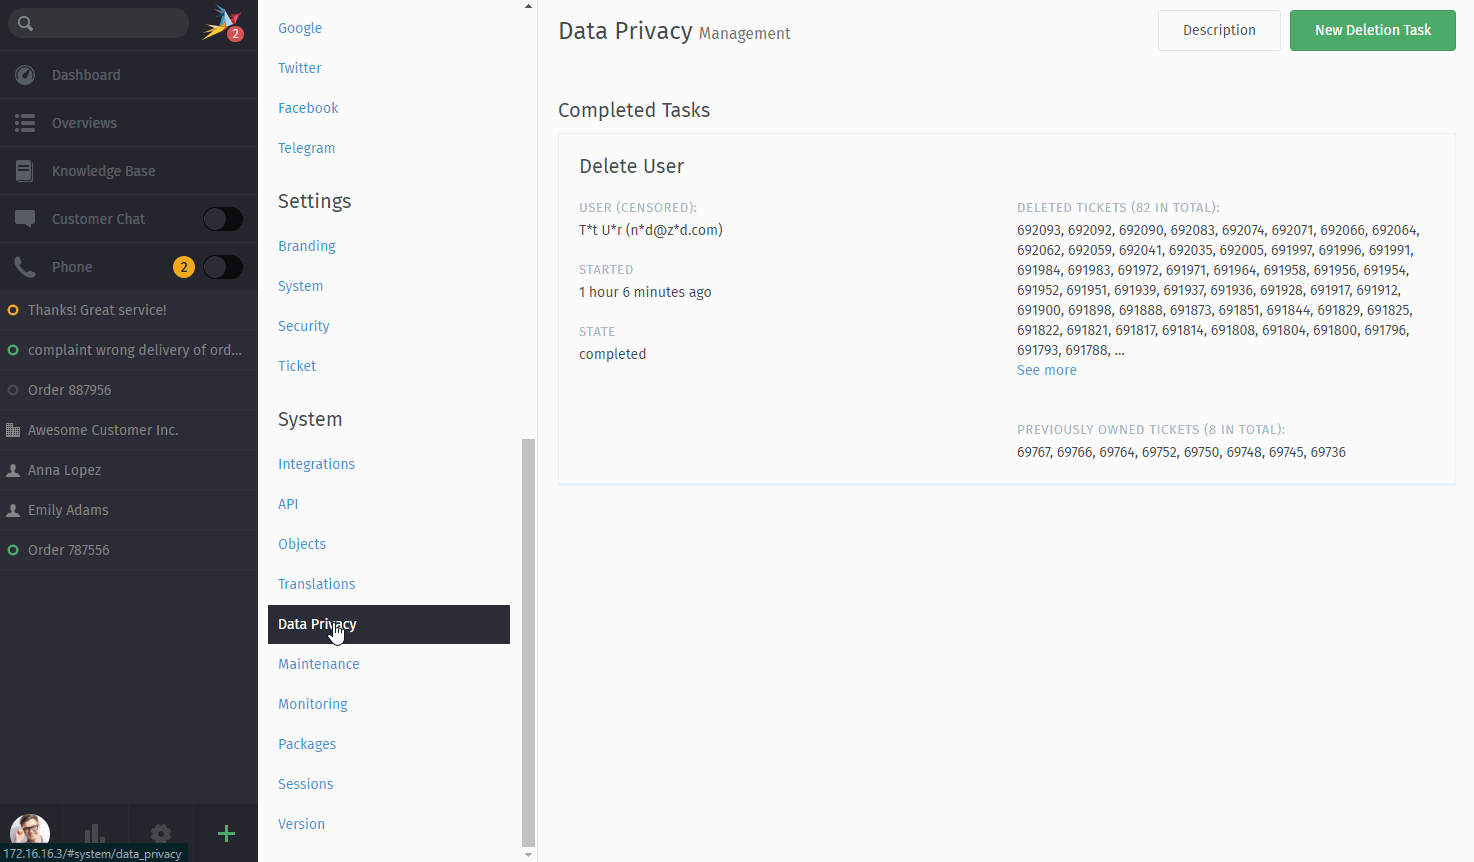 2
Dashboard
Overviews
Knowledge Base
Customer Chat
Phone 2
Thanks! Great service!
complaint wrong delivery of ord...
Order 887956
Awesome Customer Inc.
Anna Lopez
Emily Adams
Order 787556
172.16.16.3/#system/data_privacy
Google
Twitter
Facebook
Telegram
Settings
Branding
System
Security
Ticket
System
Integrations
API
Objects
Translations
Data Privacy
Maintenance
Monitoring
Packages
Sessions
Version
Data Privacy Management
Description
New Deletion Task
Completed Tasks
Delete User
USER (CENSORED):
T*t U*r (n*d@z*d.com)
STARTED
1 hour 6 minutes ago
STATE
completed
DELETED TICKETS (82 IN TOTAL):
692093, 692092, 692090, 692083, 692074, 692071, 692066, 692064,
692062, 692059, 692041, 692035, 692005, 691997, 691996, 691991,
691984, 691983, 691972, 691971, 691964, 691958, 691956, 691954,
691952, 691951, 691939, 691937, 691936, 691928, 691917, 691912,
691900, 691898, 691888, 691873, 691851, 691844, 691829, 691825,
691822, 691821, 691817, 691814, 691808, 691804, 691800, 691796,
691793, 691788, ...
See more
PREVIOUSLY OWNED TICKETS (8 IN TOTAL):
69767, 69766, 69764, 69752, 69750, 69748, 69745, 69736